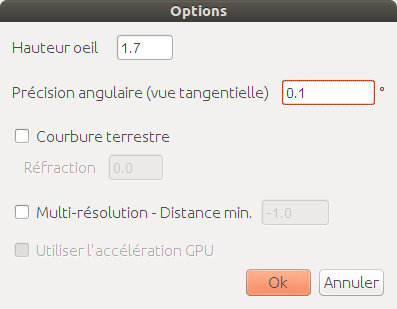 Options
Hauteur oeil 1.7
Précision angulaire (vue tangentielle) 0.1 °
Courbure terrestre
Réfraction 0.0
Multi-résolution - Distance min. -1.0
Utiliser l'accélération GPU
Ok Annuler